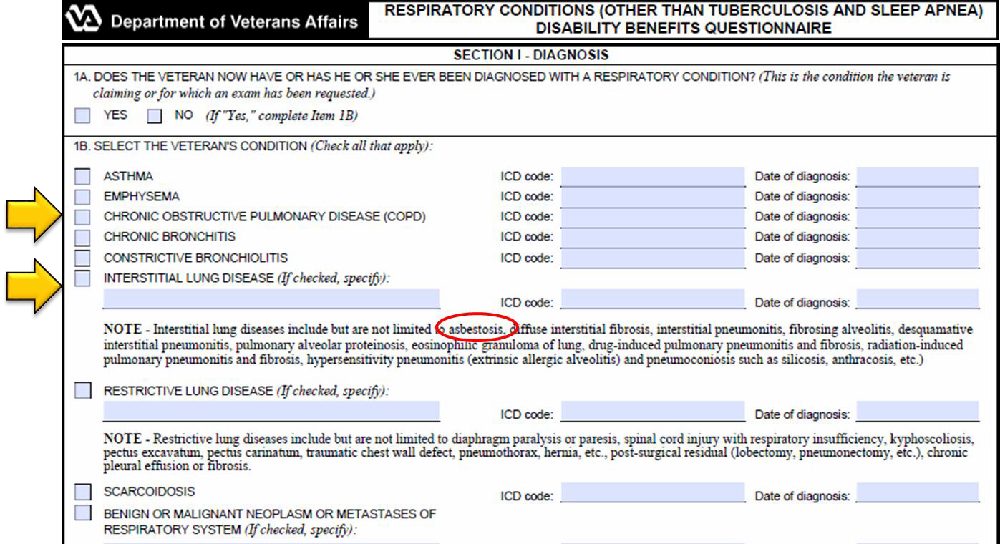 VA Department of Veterans Affairs
RESPIRATORY CONDITIONS (OTHER THAN TUBERCULOSIS AND SLEEP APNEA)
DISABILITY BENEFITS QUESTIONNAIRE
SECTION I - DIAGNOSIS
1A. DOES THE VETERAN NOW HAVE OR HAS HE OR SHE EVER BEEN DIAGNOSED WITH A RESPIRATORY CONDITION? (This is the condition the veteran is
claiming or for which an exam has been requested.)
YES NO (If "Yes," complete Item 1B)
1B. SELECT THE VETERAN'S CONDITION (Check all that apply):
ASTHMA ICD code: Date of diagnosis:
EMPHYSEMA ICD code: Date of diagnosis:
CHRONIC OBSTRUCTIVE PULMONARY DISEASE (COPD) ICD code: Date of diagnosis:
CHRONIC BRONCHITIS ICD code: Date of diagnosis:
CONSTRICTIVE BRONCHIOLITIS ICD code: Date of diagnosis:
INTERSTITIAL LUNG DISEASE (If checked, specify):
ICD code: Date of diagnosis:
NOTE - Interstitial lung diseases include but are not limited to asbestosis, diffuse interstitial fibrosis, interstitial pneumonitis, fibrosing alveolitis, desquamative
interstitial pneumonitis, pulmonary alveolar proteinosis, eosinophilic granuloma of lung, drug-induced pulmonary pneumonitis and fibrosis, radiation-induced
pulmonary pneumonitis and fibrosis, hypersensitivity pneumonitis (extrinsic allergic alveolitis) and pneumoconiosis such as silicosis, anthracosis, etc.)
RESTRICTIVE LUNG DISEASE (If checked, specify):
ICD code: Date of diagnosis:
NOTE - Restrictive lung diseases include but are not limited to diaphragm paralysis or paresis, spinal cord injury with respiratory insufficiency, kyphoscoliosis,
pectus excavatum, pectus carinatum, traumatic chest wall defect, pneumothorax, hernia, etc., post-surgical residual (lobectomy, pneumonectomy, etc.), chronic
pleural effusion or fibrosis.
SCARCOIDOSIS ICD code: Date of diagnosis:
BENIGN OR MALIGNANT NEOPLASM OR METASTASES OF
RESPIRATORY SYSTEM (If checked, specify):